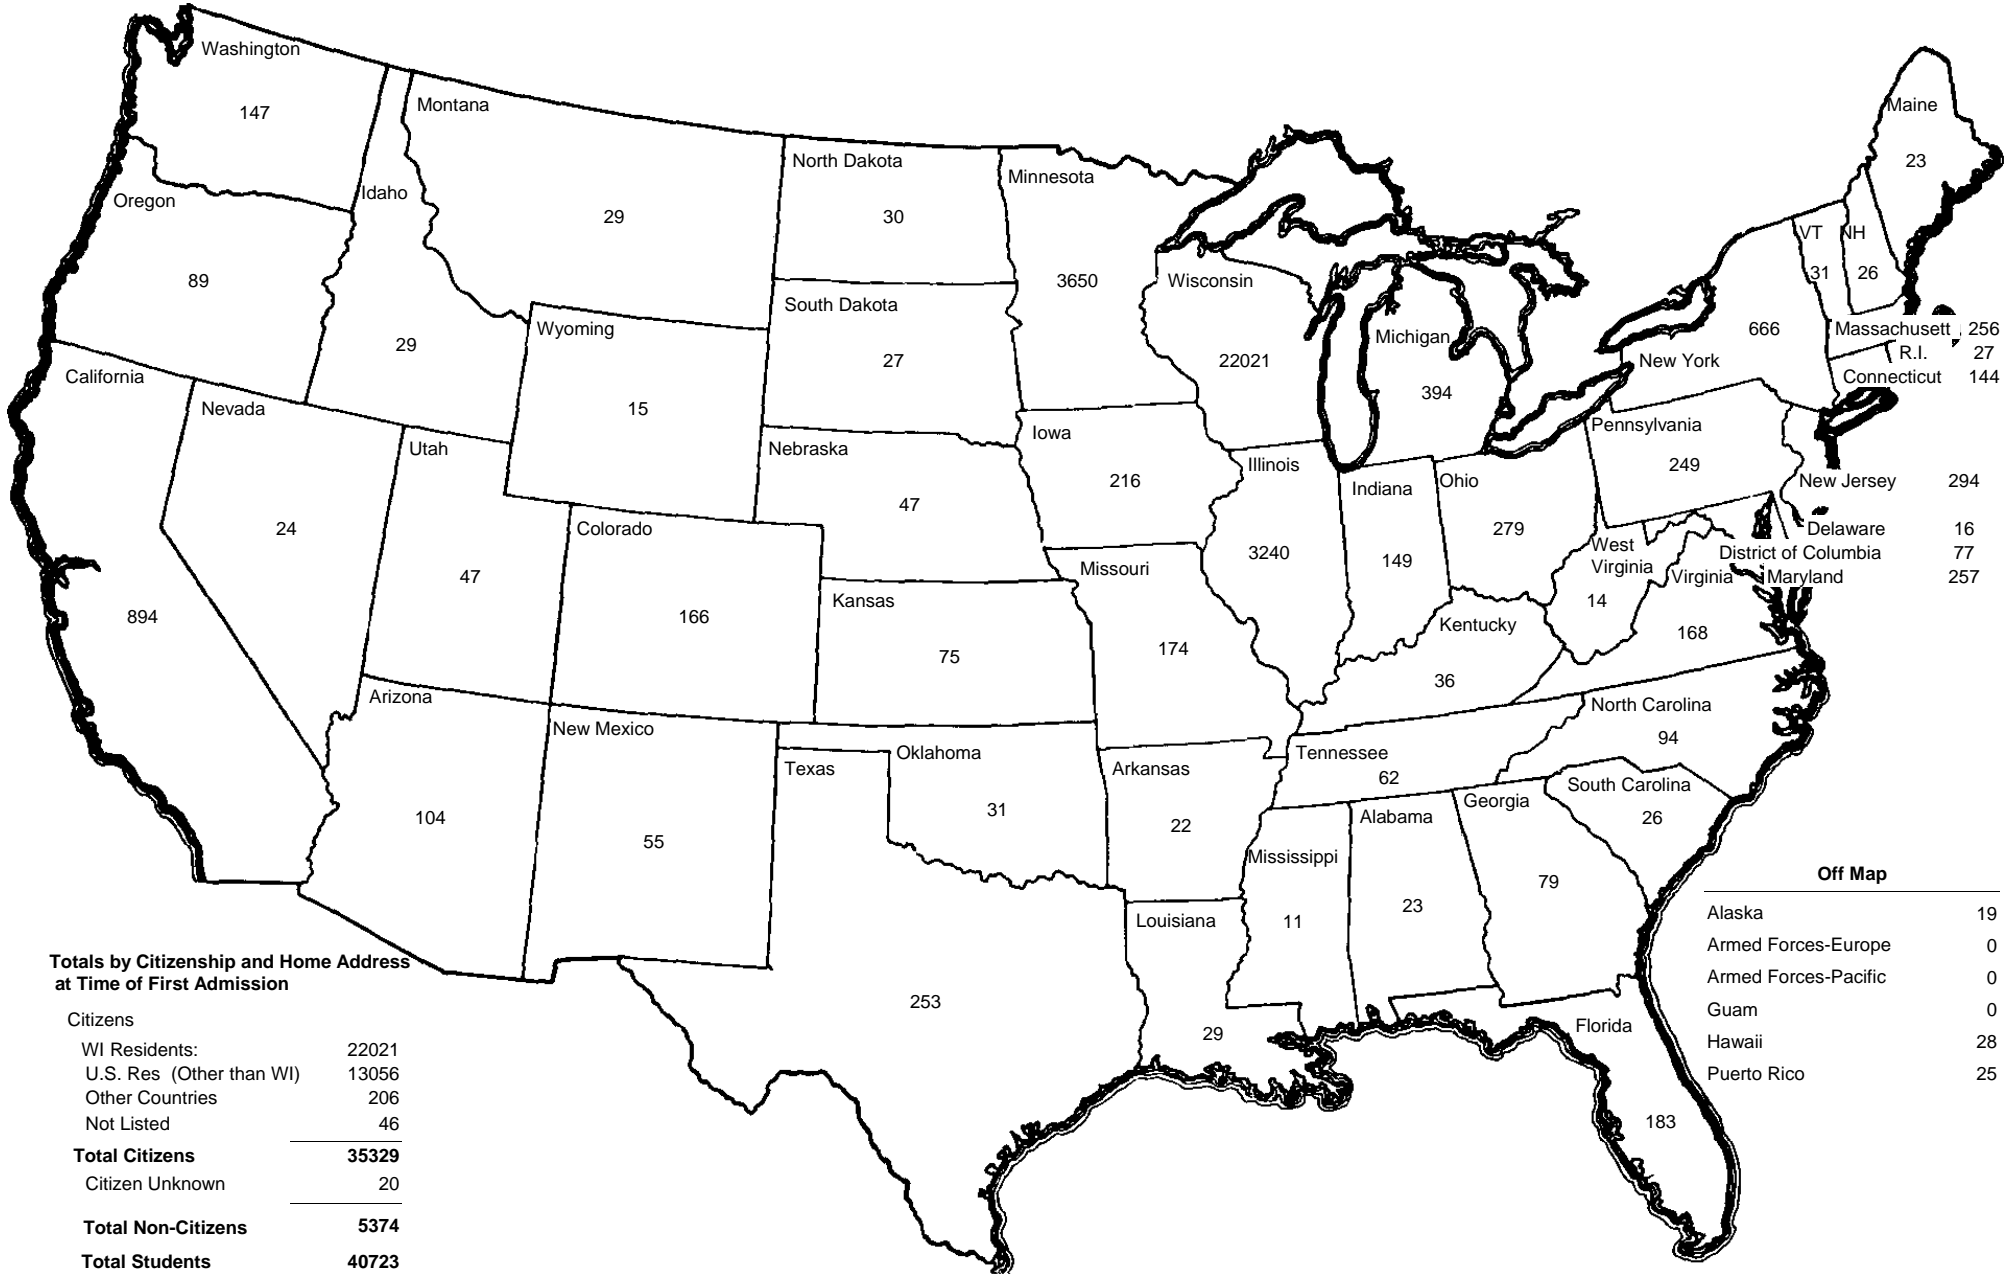 Washington
147
Montana
29
North Dakota
30
Minnesota
3650
Maine
23
Oregon
89
Idaho
29
VT
31
NH
26
South Dakota
27
Wisconsin
22021
Michigan
394
New York
666
Massachusett 256
R.I. 27
Connecticut 144
Wyoming
15
California
894
Nevada
24
Utah
47
Nebraska
47
Iowa
216
Illinois
3240
Indiana
149
Ohio
279
Pennsylvania
249
New Jersey 294
Delaware 16
District of Columbia 77
Maryland 257
West
Virginia
14
Virginia
168
Colorado
166
Kansas
75
Missouri
174
Kentucky
36
Arizona
104
New Mexico
55
Texas
253
Oklahoma
31
Arkansas
22
Tennessee
62
North Carolina
94
South Carolina
26
Georgia
79
Alabama
23
Mississippi
11
Louisiana
29
Florida
183
Off Map
Alaska 19
Armed Forces-Europe 0
Armed Forces-Pacific 0
Guam 0
Hawaii 28
Puerto Rico 25
Totals by Citizenship and Home Address
at Time of First Admission
Citizens
WI Residents: 22021
U.S. Res (Other than WI) 13056
Other Countries 206
Not Listed 46
Total Citizens 35329
Citizen Unknown 20
Total Non-Citizens 5374
Total Students 40723